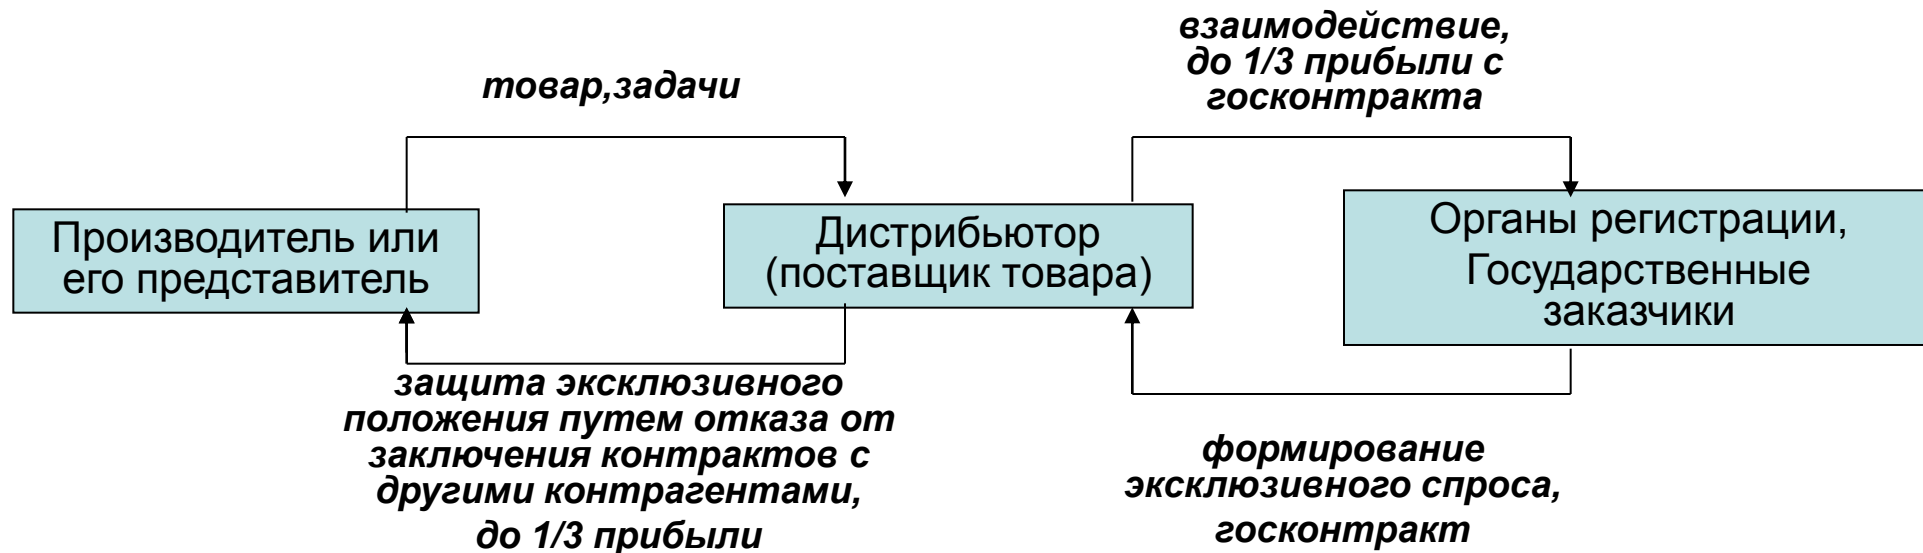 взаимодействие,
до 1/3 прибыли с
госконтракта
товар,задачи
Производитель или
его представитель
Дистрибьютор
(поставщик товара)
Органы регистрации,
Государственные
заказчики
защита эксклюзивного
положения путем отказа от
заключения контрактов с
другими контрагентами,
до 1/3 прибыли
формирование
эксклюзивного спроса,
госконтракт